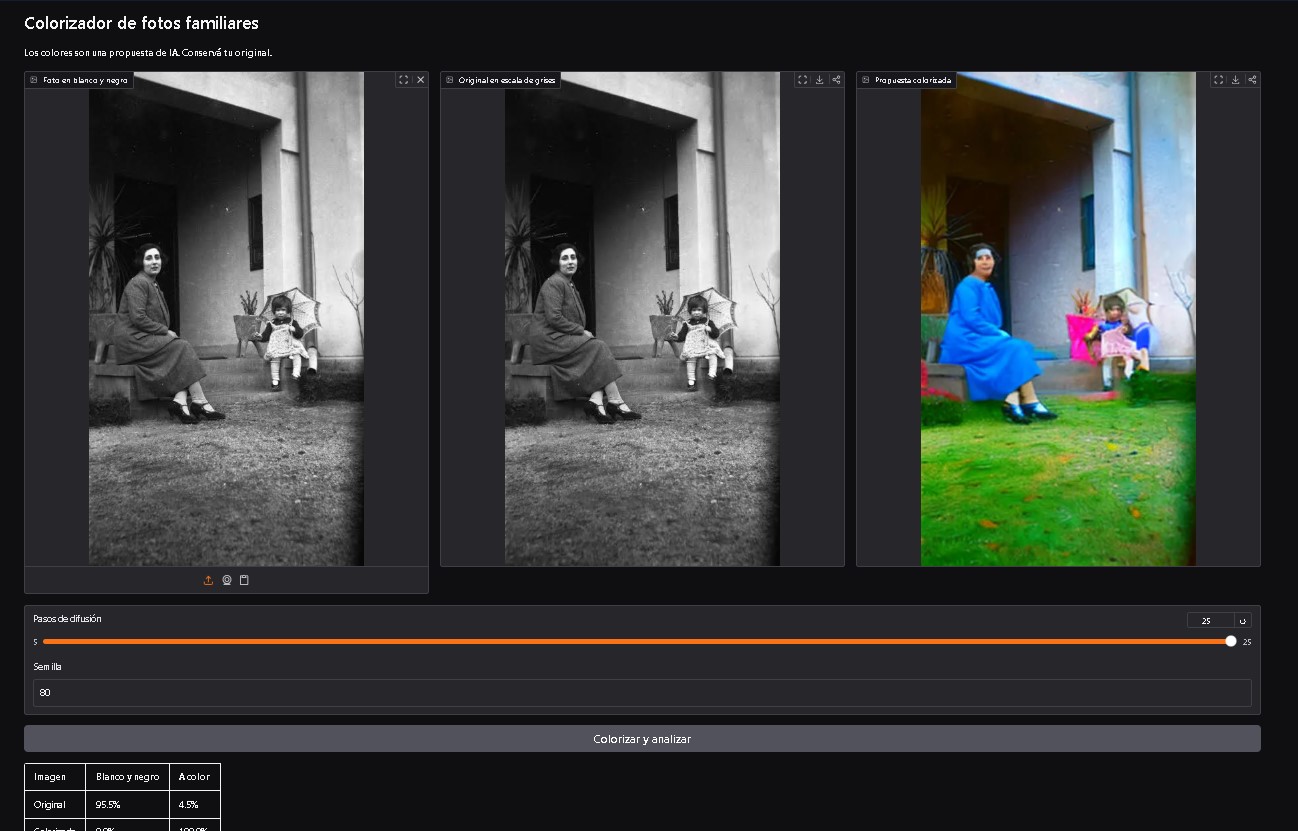 Colorizador de fotos familiares
Los colores son una propuesta de IA. Conservá tu original.
Foto en blanco y negro
Original en escala de grises
Propuesta colorizada
Pasos de difusión
25
5
25
Semilla
80
Colorizar y analizar
Imagen Blanco y negro A color
Original 95.5% 4.5%